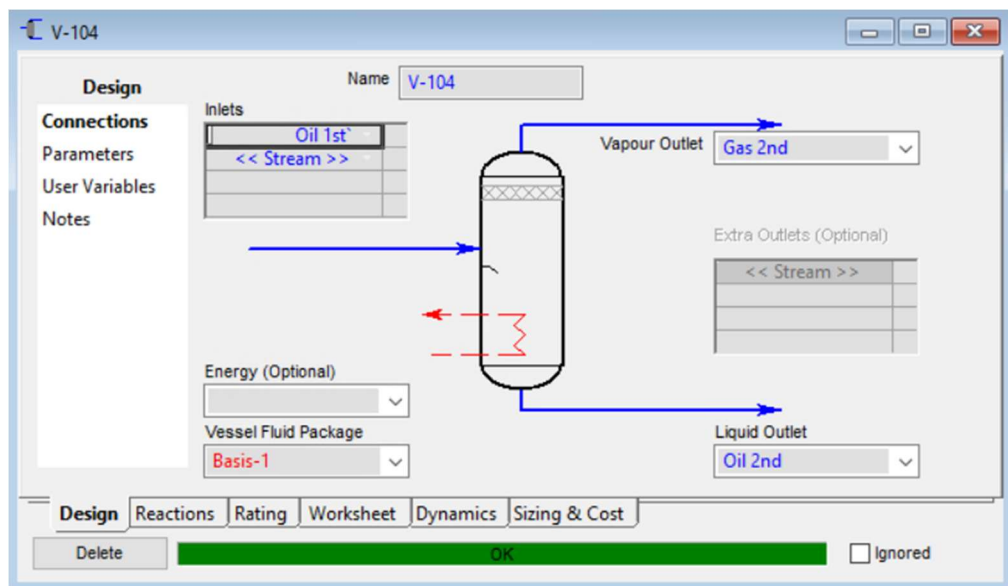 V-104
Design
Connections
Parameters
User Variables
Notes
Name V-104
Inlets
Oil 1st`
<< Stream >>
Vapour Outlet
Gas 2nd
Extra Outlets (Optional)
<< Stream >>
Energy (Optional)
Vessel Fluid Package
Basis-1
Liquid Outlet
Oil 2nd
Design Reactions Rating Worksheet Dynamics Sizing & Cost
Delete OK Ignored